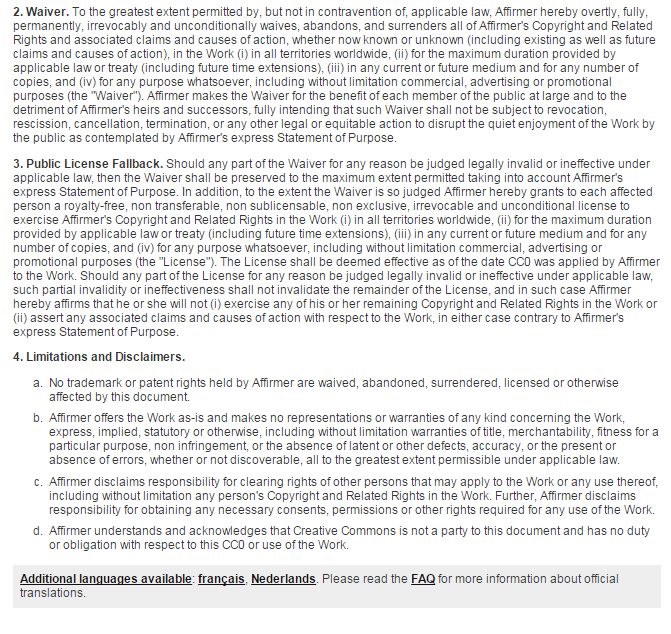 2. Waiver. To the greatest extent permitted by, but not in contravention of, applicable law, Affirmer hereby overtly, fully,
permanently, irrevocably and unconditionally waives, abandons, and surrenders all of Affirmer's Copyright and Related
Rights and associated claims and causes of action, whether now known or unknown (including existing as well as future
claims and causes of action), in the Work (i) in all territories worldwide, (ii) for the maximum duration provided by
applicable law or treaty (including future time extensions), (iii) in any current or future medium and for any number of
copies, and (iv) for any purpose whatsoever, including without limitation commercial, advertising or promotional
purposes (the "Waiver"). Affirmer makes the Waiver for the benefit of each member of the public at large and to the
detriment of Affirmer's heirs and successors, fully intending that such Waiver shall not be subject to revocation,
rescission, cancellation, termination, or any other legal or equitable action to disrupt the quiet enjoyment of the Work by
the public as contemplated by Affirmer's express Statement of Purpose.
3. Public License Fallback. Should any part of the Waiver for any reason be judged legally invalid or ineffective under
applicable law, then the Waiver shall be preserved to the maximum extent permitted taking into account Affirmer's
express Statement of Purpose. In addition, to the extent the Waiver is so judged Affirmer hereby grants to each affected
person a royalty-free, non transferable, non sublicensable, non exclusive, irrevocable and unconditional license to
exercise Affirmer's Copyright and Related Rights in the Work (i) in all territories worldwide, (ii) for the maximum duration
provided by applicable law or treaty (including future time extensions), (iii) in any current or future medium and for any
number of copies, and (iv) for any purpose whatsoever, including without limitation commercial, advertising or
promotional purposes (the "License"). The License shall be deemed effective as of the date CC0 was applied by Affirmer
to the Work. Should any part of the License for any reason be judged legally invalid or ineffective under applicable law,
such partial invalidity or ineffectiveness shall not invalidate the remainder of the License, and in such case Affirmer
hereby affirms that he or she will not (i) exercise any of his or her remaining Copyright and Related Rights in the Work or
(ii) assert any associated claims and causes of action with respect to the Work, in either case contrary to Affirmer's
express Statement of Purpose.
4. Limitations and Disclaimers.
a. No trademark or patent rights held by Affirmer are waived, abandoned, surrendered, licensed or otherwise
affected by this document.
b. Affirmer offers the Work as-is and makes no representations or warranties of any kind concerning the Work,
express, implied, statutory or otherwise, including without limitation warranties of title, merchantability, fitness for a
particular purpose, non infringement, or the absence of latent or other defects, accuracy, or the present or
absence of errors, whether or not discoverable, all to the greatest extent permissible under applicable law.
c. Affirmer disclaims responsibility for clearing rights of other persons that may apply to the Work or any use thereof,
including without limitation any person's Copyright and Related Rights in the Work. Further, Affirmer disclaims
responsibility for obtaining any necessary consents, permissions or other rights required for any use of the Work.
d. Affirmer understands and acknowledges that Creative Commons is not a party to this document and has no duty
or obligation with respect to this CC0 or use of the Work.
Additional languages available: français, Nederlands. Please read the FAQ for more information about official
translations.